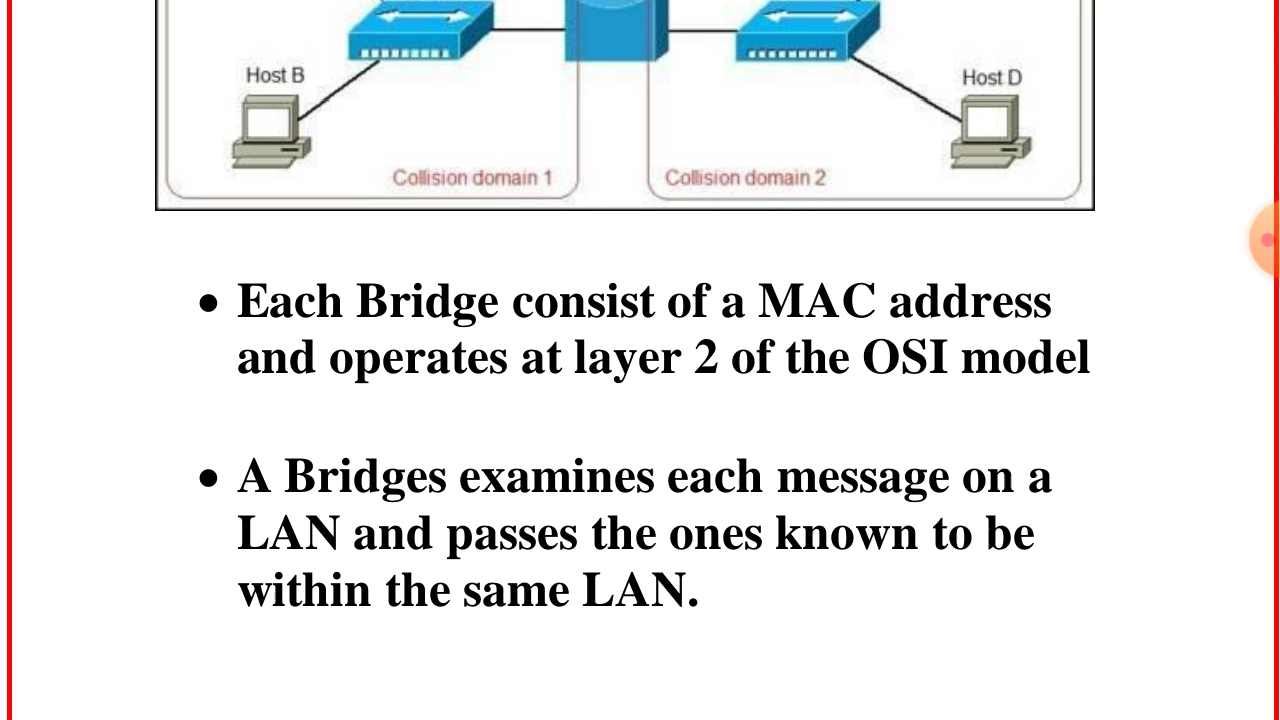 Host B
Host D
Collision domain 1
Collision domain 2
• Each Bridge consist of a MAC address
and operates at layer 2 of the OSI model
• A Bridges examines each message on a
LAN and passes the ones known to be
within the same LAN.